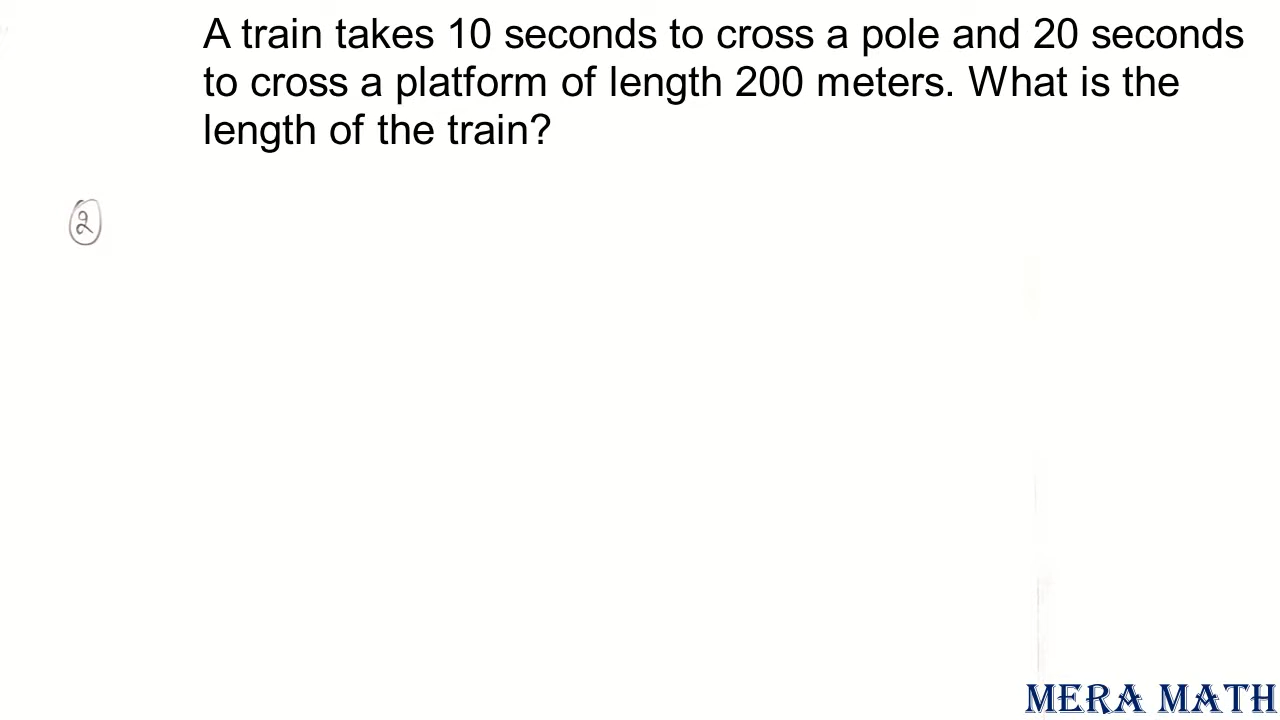 A train takes 10 seconds to cross a pole and 20 seconds
to cross a platform of length 200 meters. What is the
length of the train?
2
MERA MATH